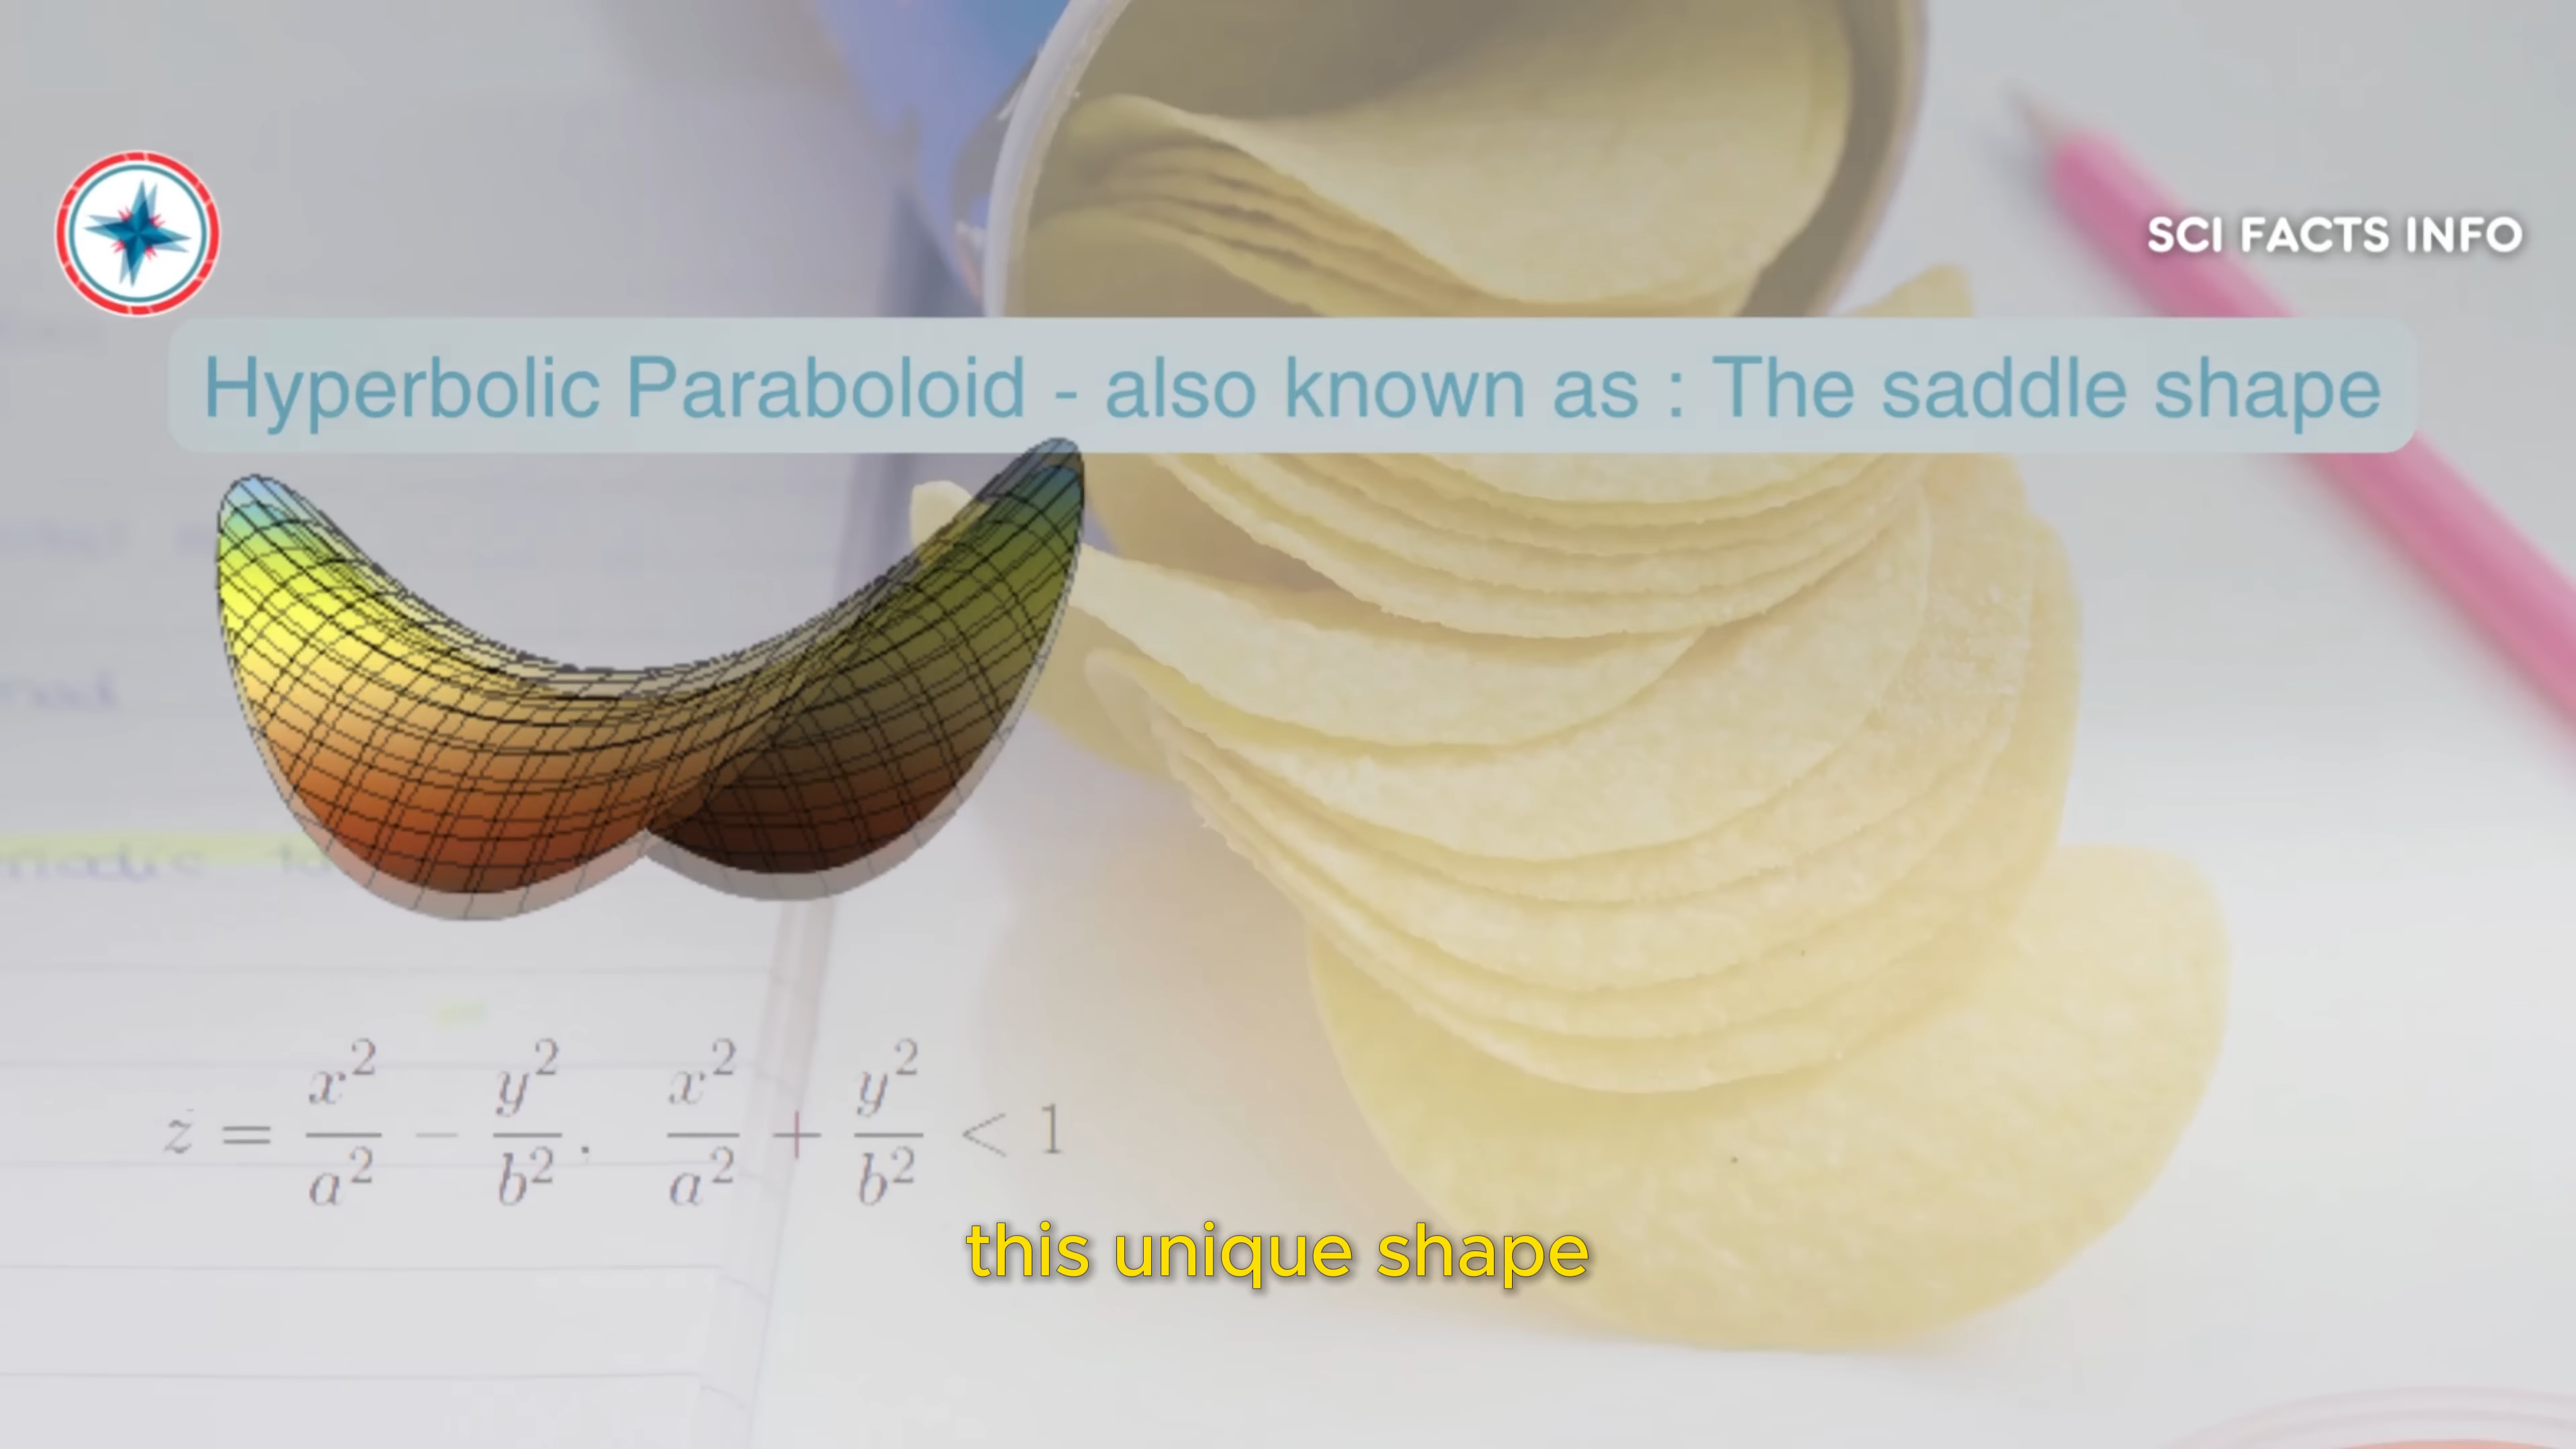 SCI FACTS INFO
Hyperbolic Paraboloid - also known as : The saddle shape
z = x²/a² − y²/b². x²/a² + y²/b² < 1
this unique shape